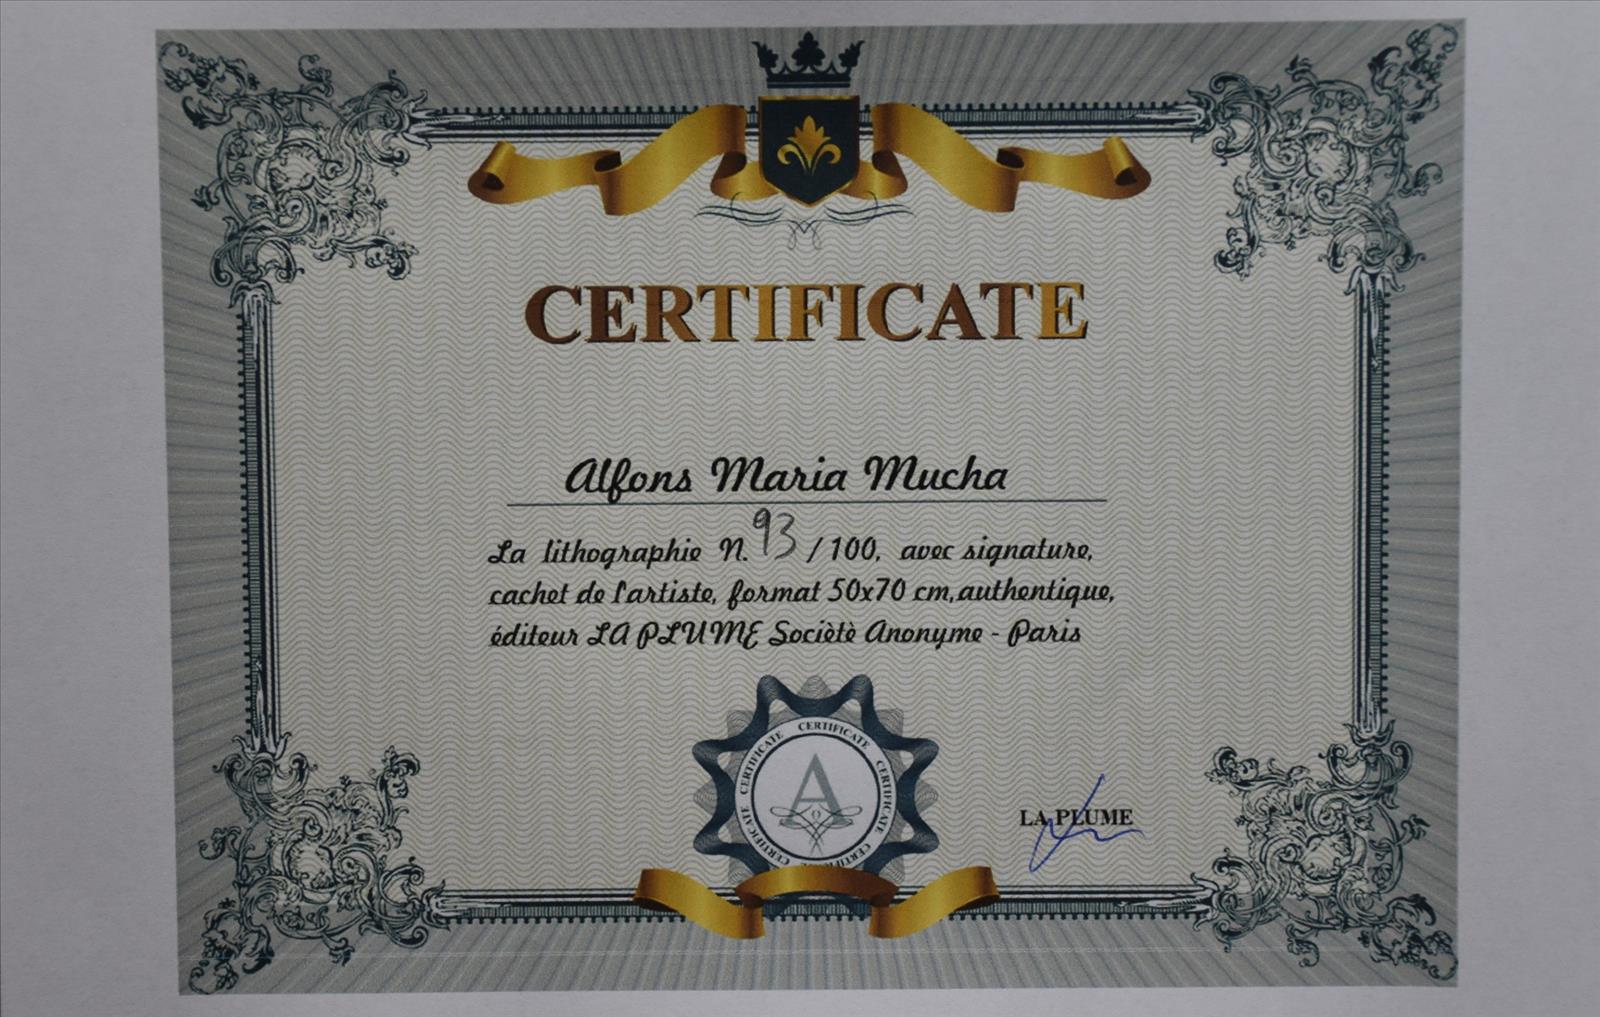 CERTIFICATE
Alfons Maria Mucha
La lithographie N. 93 / 100, avec signature,
cachet de l'artiste, format 50x70 cm, authentique,
éditeur LA PLUME Sociètè Anonyme - Paris
CERTIFICATE CERTIFICATE CERTIFICATE CERTIFICATE
A
LA PLUME